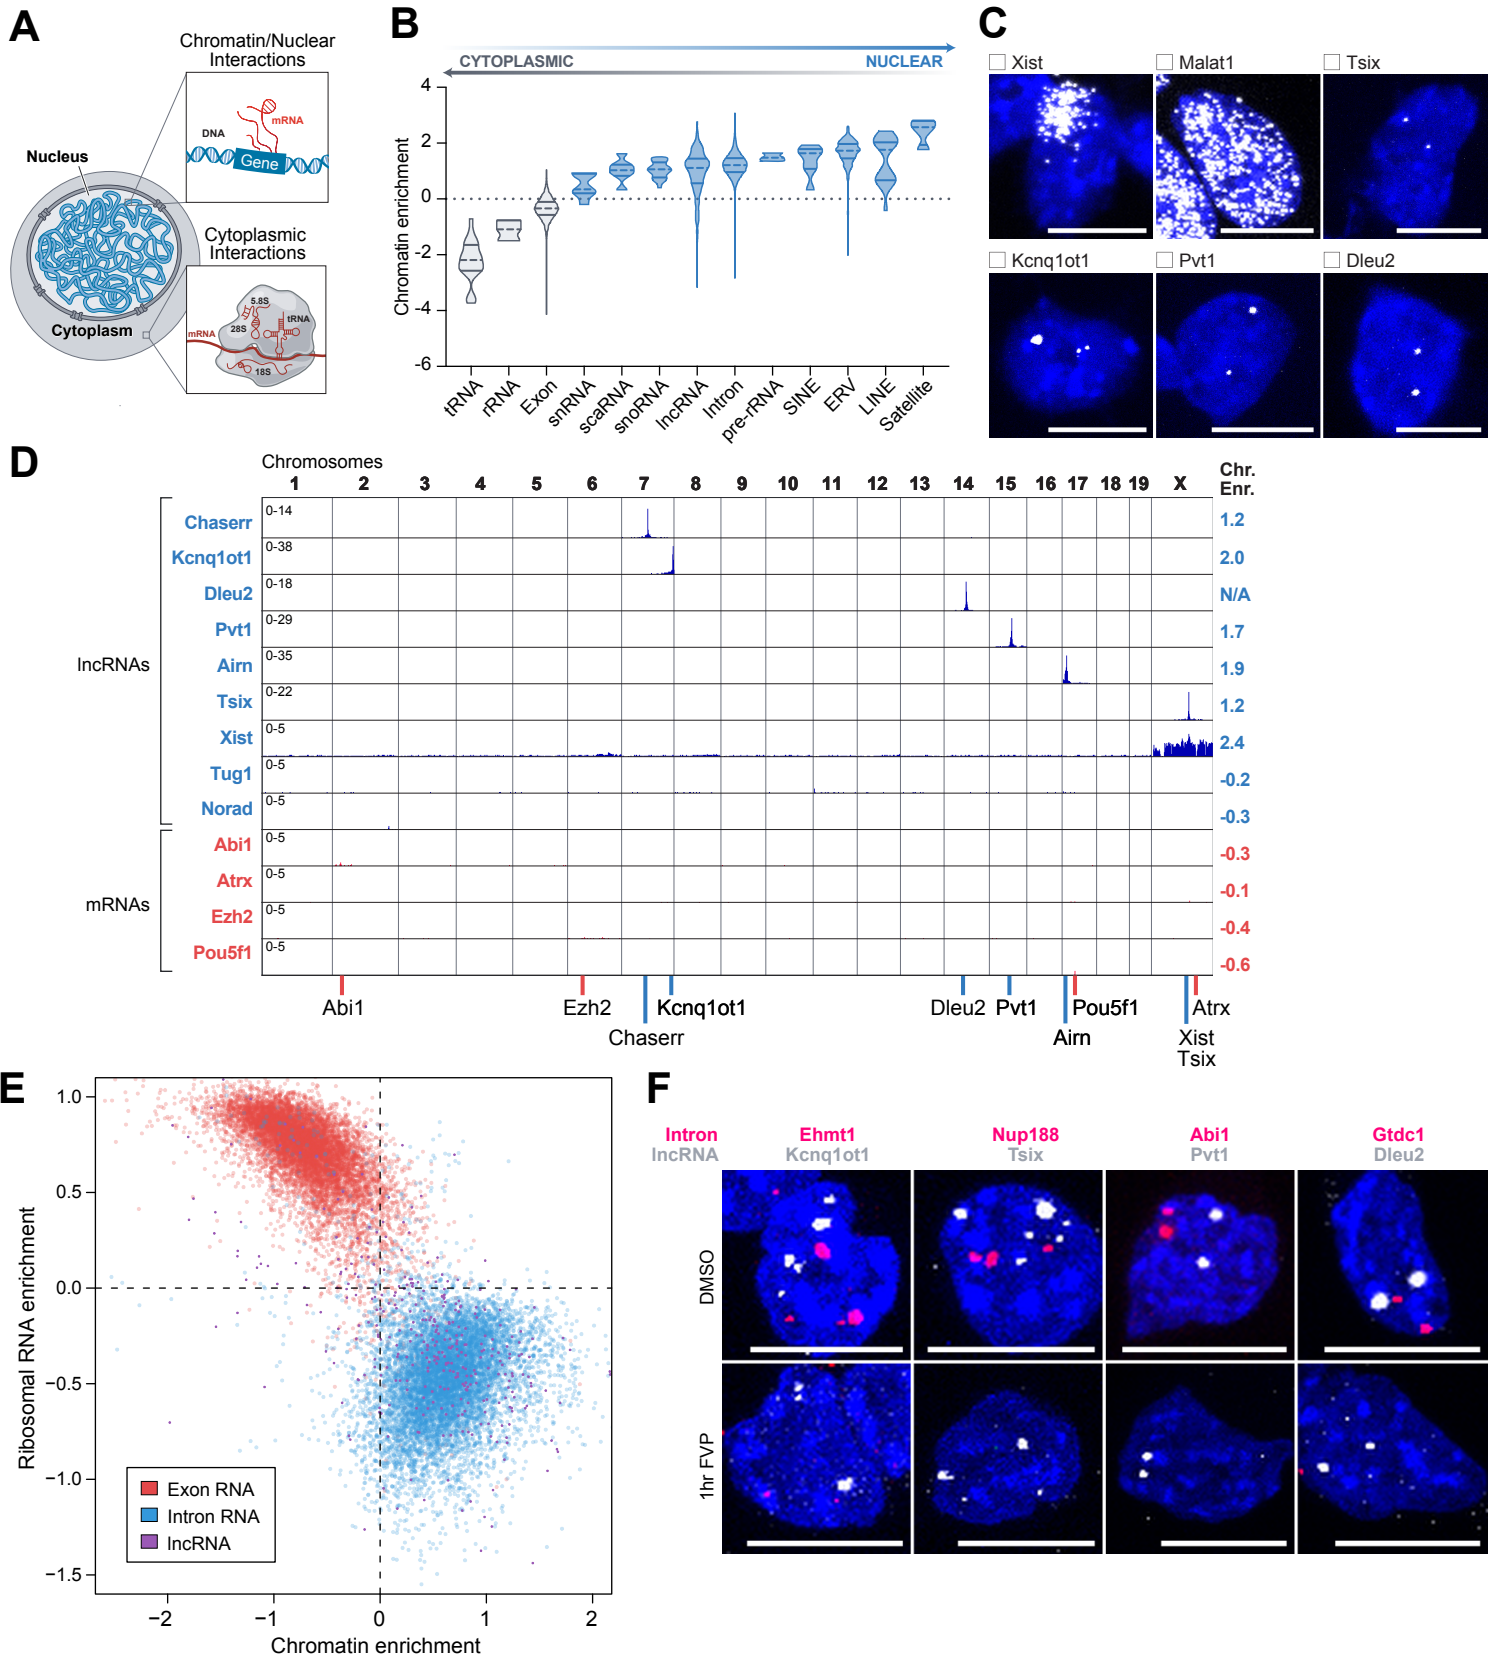 A
Chromatin/Nuclear
Interactions
mRNA
DNA
Gene
Nucleus
Cytoplasmic
Interactions
5.8S
28S
tRNA
mRNA
18S
Cytoplasm
B
CYTOPLASMIC
NUCLEAR
Chromatin enrichment
4
2
0
-2
-4
-6
tRNA
rRNA
Exon
snRNA
scaRNA
snoRNA
lncRNA
Intron
pre-rRNA
SINE
ERV
LINE
Satellite
C
Xist
Malat1
Tsix
Kcnq1ot1
Pvt1
Dleu2
D
Chromosomes
1 2 3 4 5 6 7 8 9 10 11 12 13 14 15 16 17 18 19 X
Chr.
Enr.
lncRNAs
Chaserr 0-14 1.2
Kcnq1ot1 0-38 2.0
Dleu2 0-18 N/A
Pvt1 0-29 1.7
Airn 0-35 1.9
Tsix 0-22 1.2
Xist 0-5 2.4
Tug1 0-5 -0.2
Norad 0-5 -0.3
mRNAs
Abi1 0-5 -0.3
Atrx 0-5 -0.1
Ezh2 0-5 -0.4
Pou5f1 0-5 -0.6
Abi1 Ezh2 Kcnq1ot1 Dleu2 Pvt1 Pou5f1 Atrx
Chaserr Airn Xist
Tsix
E
Ribosomal RNA enrichment
1.0
0.5
0.0
−0.5
−1.0
−1.5
Exon RNA
Intron RNA
lncRNA
−2 −1 0 1 2
Chromatin enrichment
F
Intron Ehmt1 Nup188 Abi1 Gtdc1
lncRNA Kcnq1ot1 Tsix Pvt1 Dleu2
DMSO
1hr FVP